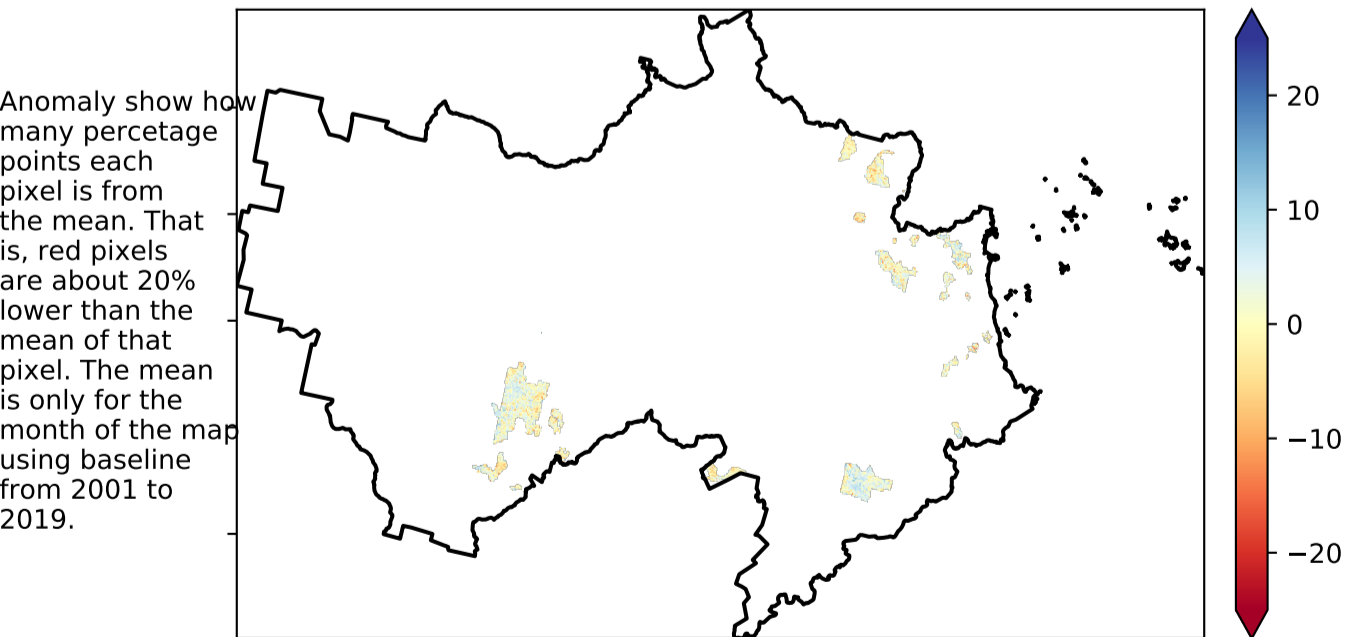 Anomaly show how
many percetage
points each
pixel is from
the mean. That
is, red pixels
are about 20%
lower than the
mean of that
pixel. The mean
is only for the
month of the map
using baseline
from 2001 to
2019.
20
10
0
−10
−20